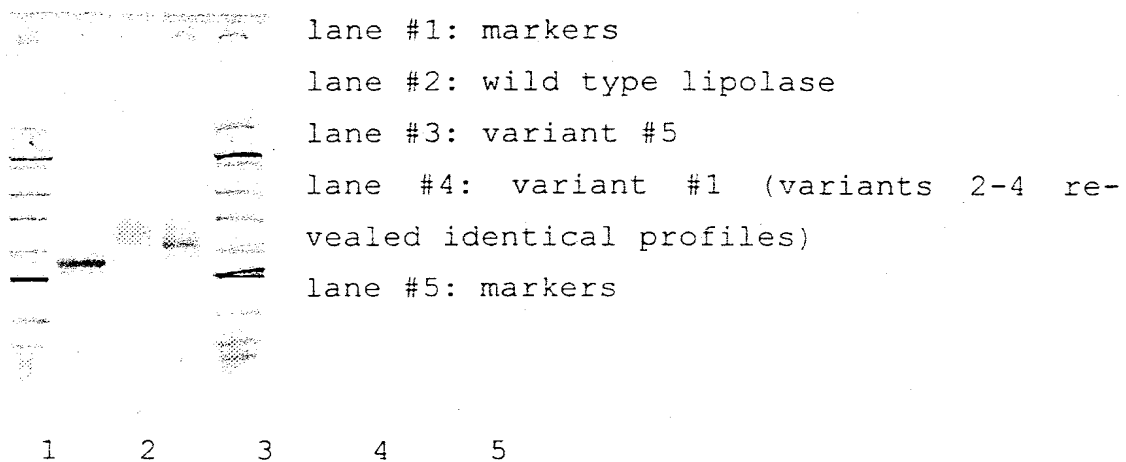 lane #1: markers
lane #2: wild type lipolase
lane #3: variant #5
lane #4: variant #1 (variants 2-4 re-
vealed identical profiles)
lane #5: markers
1 2 3 4 5